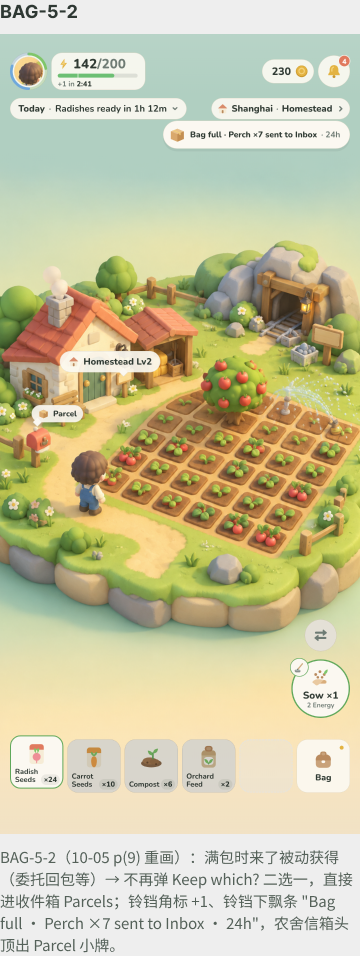 BAG-5-2
142/200
+1 in 2:41
230
4
Today · Radishes ready in 1h 12m
Shanghai · Homestead
Bag full · Perch ×7 sent to Inbox · 24h
Homestead Lv2
Parcel
Sow ×1
2 Energy
Radish
Seeds ×24
Carrot
Seeds ×10
Compost ×6
Orchard
Feed ×2
Bag
BAG-5-2（10-05 p(9) 重画）：满包时来了被动获得
（委托回包等）→ 不再弹 Keep which? 二选一，直接
进收件箱 Parcels；铃铛角标 +1、铃铛下飘条 "Bag
full · Perch ×7 sent to Inbox · 24h"，农舍信箱头
顶出 Parcel 小牌。